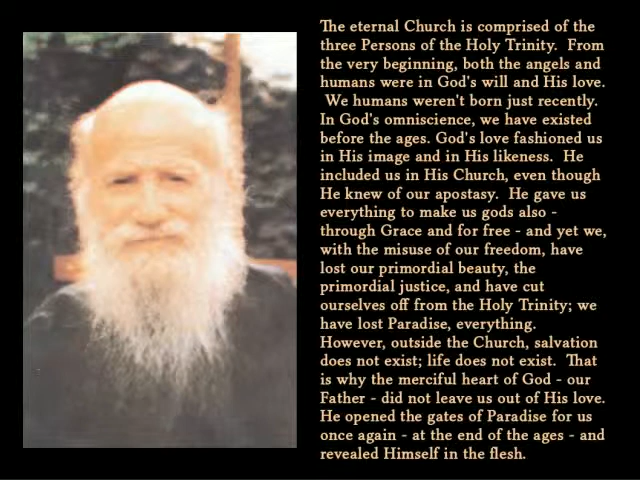 The eternal Church is comprised of the
three Persons of the Holy Trinity.  From
the very beginning, both the angels and
humans were in God's will and His love.
We humans weren't born just recently.
In God's omniscience, we have existed
before the ages. God's love fashioned us
in His image and in His likeness.  He
included us in His Church, even though
He knew of our apostasy.  He gave us
everything to make us gods also -
through Grace and for free - and yet we,
with the misuse of our freedom, have
lost our primordial beauty, the
primordial justice, and have cut
ourselves off from the Holy Trinity; we
have lost Paradise, everything.
However, outside the Church, salvation
does not exist; life does not exist.  That
is why the merciful heart of God - our
Father - did not leave us out of His love.
He opened the gates of Paradise for us
once again - at the end of the ages - and
revealed Himself in the flesh.